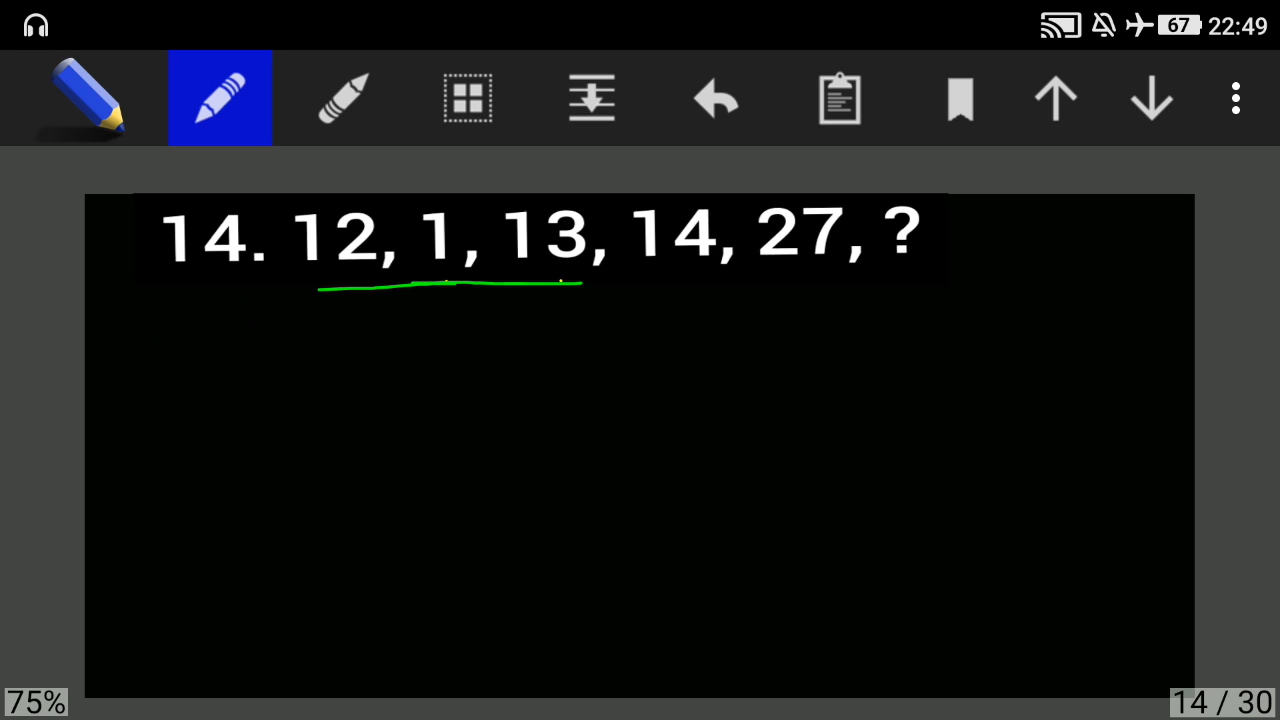 67 22:49
14. 12, 1, 13, 14, 27, ?
75% 14 / 30